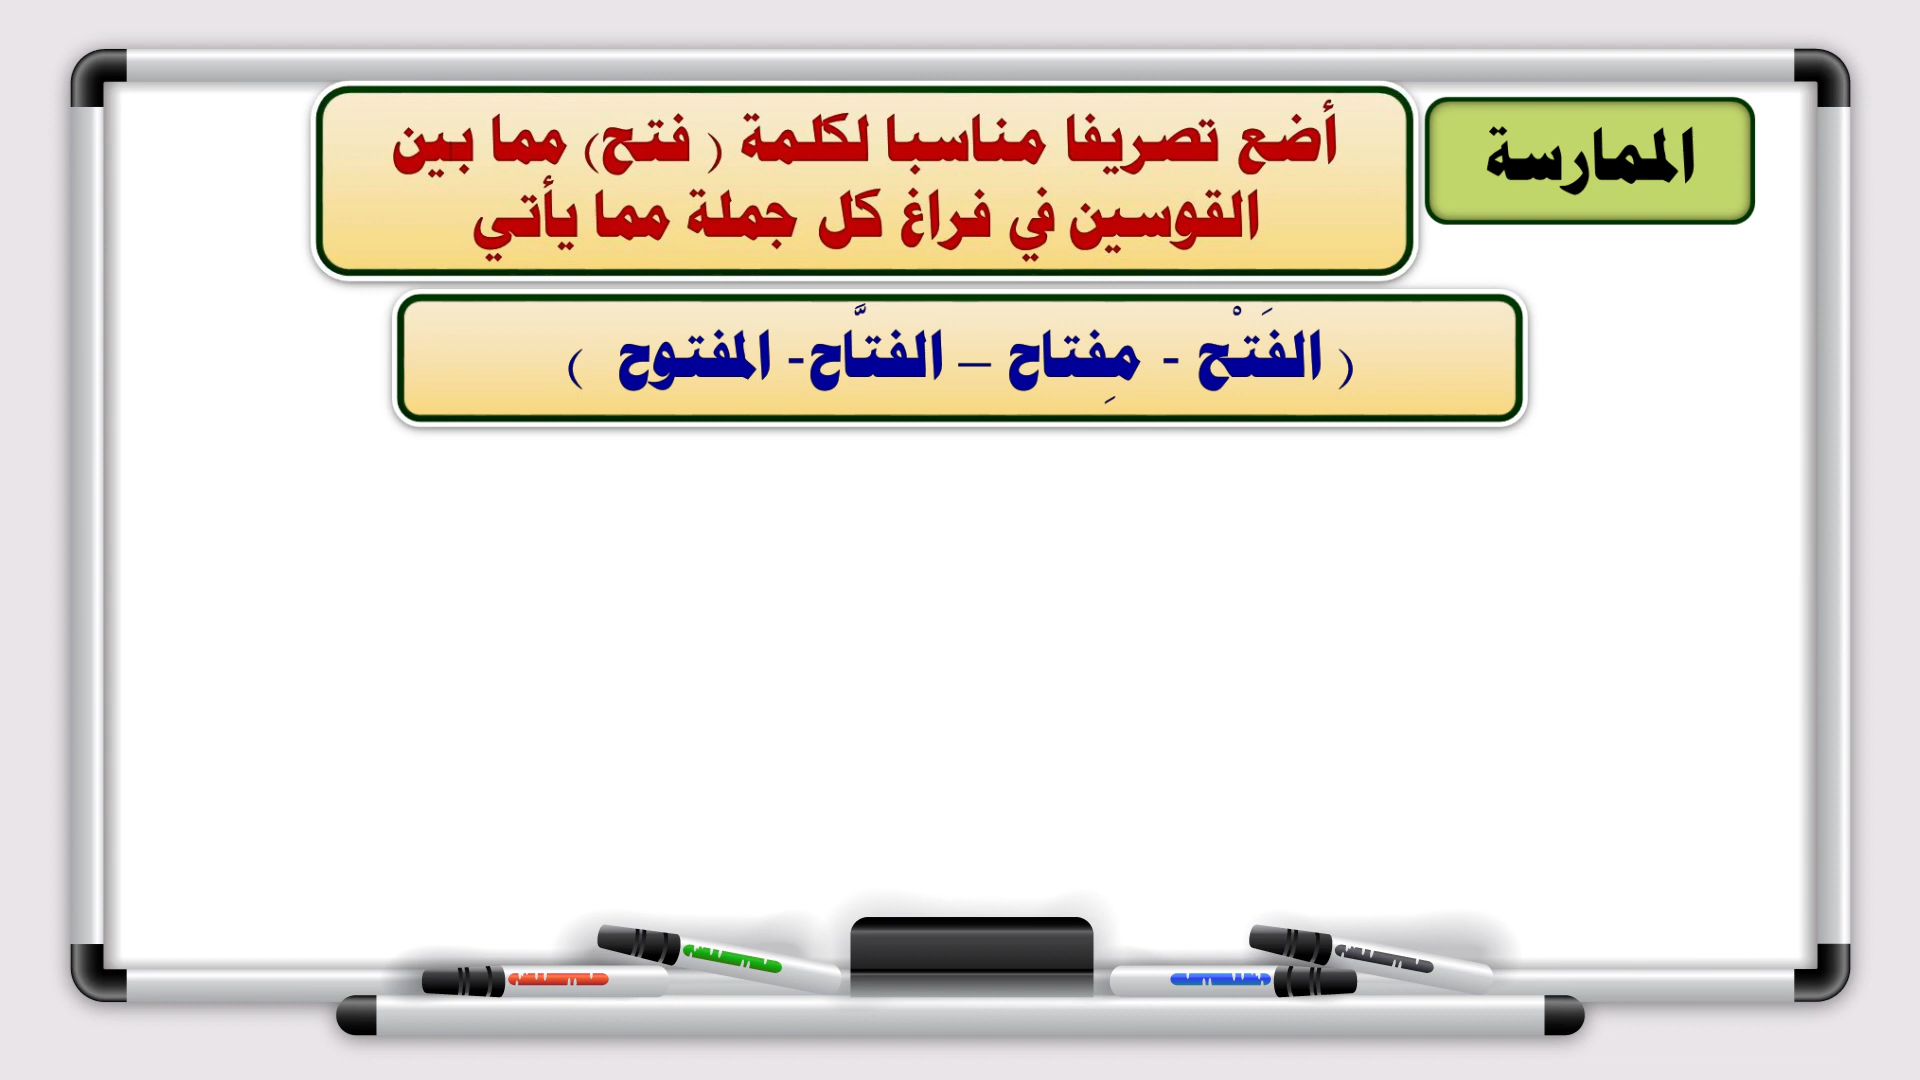 الممارسة
أضع تصريفا مناسبا لكلمة ( فتح) مما بين
القوسين في فراغ كل جملة مما يأتي
( الفَتْح - مِفتاح – الفتَّاح- المفتوح )